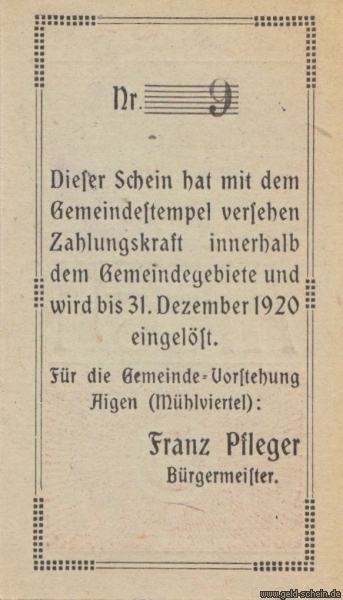 Nr. 9
Dieſer Schein hat mit dem
Gemeindeſtempel verſehen
Zahlungskraft innerhalb
dem Gemeindegebiete und
wird bis 31. Dezember 1920
eingelöſt.
Für die Gemeinde-Vorſtehung
Aigen (Mühlviertel):
Franz Pfleger
Bürgermeiſter.
www.geld-schein.de